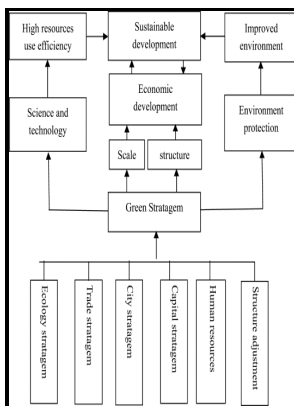 High resources
use efficiency
Sustainable
development
Improved
environment
Economic
development
Science and
technology
Environment
protection
Scale
structure
Green Stratagem
Ecology stratagem
Trade stratagem
City stratagem
Capital stratagem
Human resources
Structure adjustment